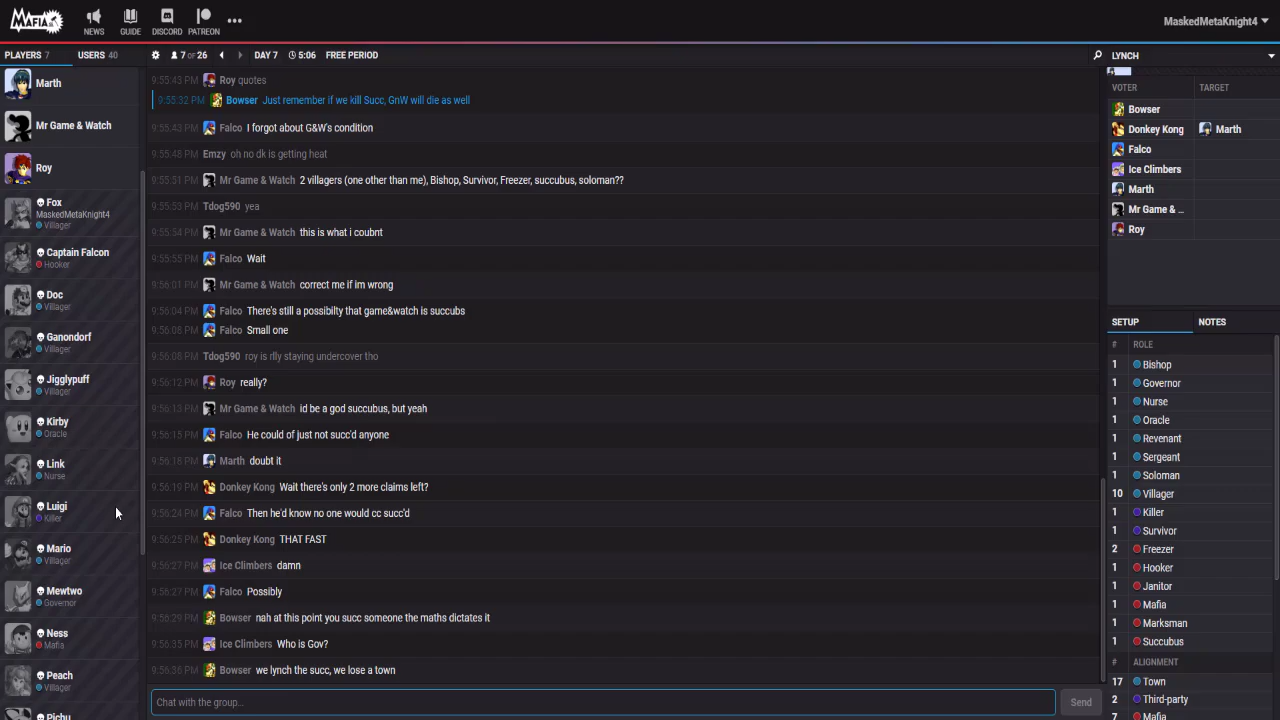 MAFIA
NEWS
GUIDE
DISCORD
PATREON
MaskedMetaKnight4
PLAYERS 7
USERS 40
7 of 26
DAY 7
5:06
FREE PERIOD
LYNCH
Marth
Mr Game & Watch
Roy
Fox
MaskedMetaKnight4
Villager
Captain Falcon
Hooker
Doc
Villager
Ganondorf
Villager
Jigglypuff
Villager
Kirby
Oracle
Link
Nurse
Luigi
Killer
Mario
Villager
Mewtwo
Governor
Ness
Mafia
Peach
Villager
Pichu
9:55:43 PM Roy quotes
9:55:32 PM Bowser Just remember if we kill Succ, GnW will die as well
9:55:43 PM Falco I forgot about G&W's condition
9:55:48 PM Emzy oh no dk is getting heat
9:55:51 PM Mr Game & Watch 2 villagers (one other than me), Bishop, Survivor, Freezer, succubus, soloman??
9:55:53 PM Tdog590 yea
9:55:54 PM Mr Game & Watch this is what i coubnt
9:55:55 PM Falco Wait
9:56:01 PM Mr Game & Watch correct me if im wrong
9:56:04 PM Falco There's still a possibilty that game&watch is succubs
9:56:08 PM Falco Small one
9:56:08 PM Tdog590 roy is rlly staying undercover tho
9:56:12 PM Roy really?
9:56:13 PM Mr Game & Watch id be a god succubus, but yeah
9:56:15 PM Falco He could of just not succ'd anyone
9:56:18 PM Marth doubt it
9:56:19 PM Donkey Kong Wait there's only 2 more claims left?
9:56:24 PM Falco Then he'd know no one would cc succ'd
9:56:25 PM Donkey Kong THAT FAST
9:56:27 PM Ice Climbers damn
9:56:27 PM Falco Possibly
9:56:29 PM Bowser nah at this point you succ someone the maths dictates it
9:56:35 PM Ice Climbers Who is Gov?
9:56:36 PM Bowser we lynch the succ, we lose a town
Chat with the group...
Send
VOTER TARGET
Bowser
Donkey Kong Marth
Falco
Ice Climbers
Marth
Mr Game & ...
Roy
SETUP NOTES
# ROLE
1 Bishop
1 Governor
1 Nurse
1 Oracle
1 Revenant
1 Sergeant
1 Soloman
10 Villager
1 Killer
1 Survivor
2 Freezer
1 Hooker
1 Janitor
1 Mafia
1 Marksman
1 Succubus
# ALIGNMENT
17 Town
2 Third-party
7 Mafia